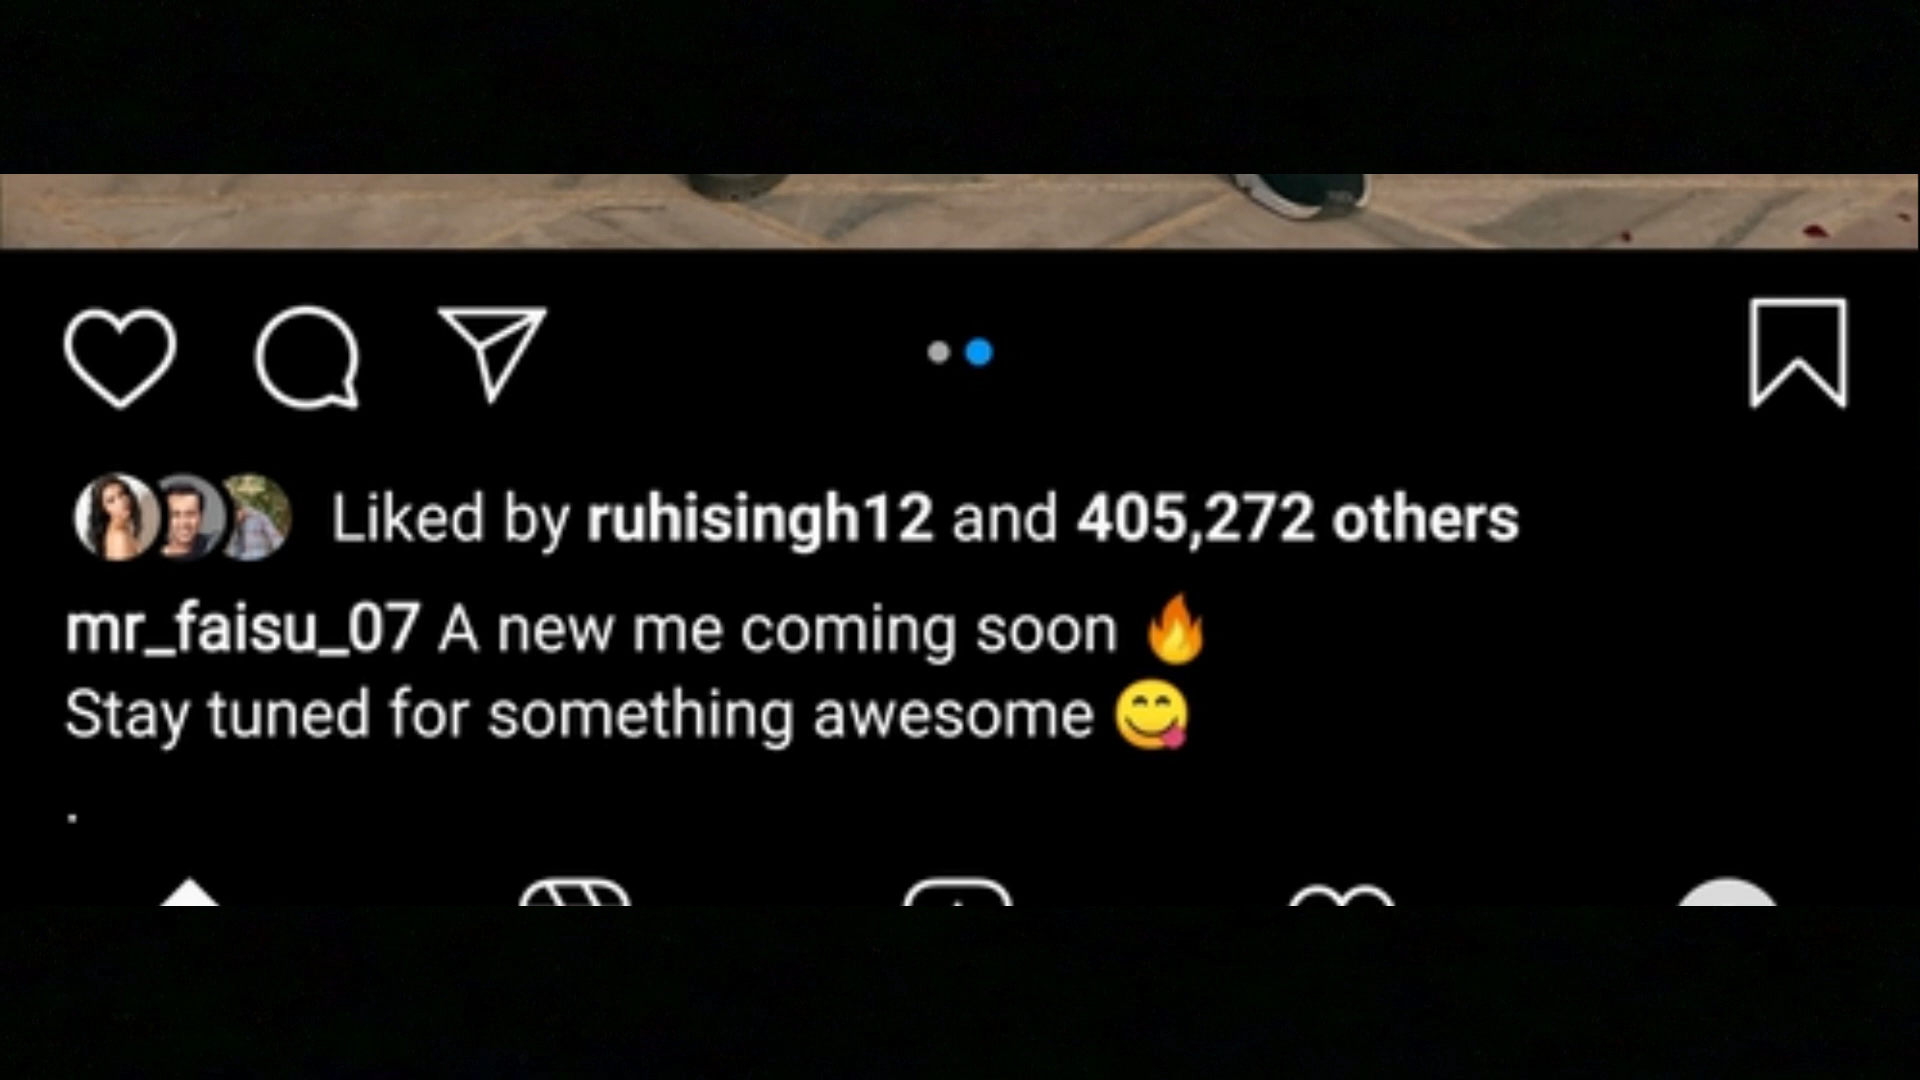 Liked by ruhisingh12 and 405,272 others
mr_faisu_07 A new me coming soon 🔥
Stay tuned for something awesome 😋
.